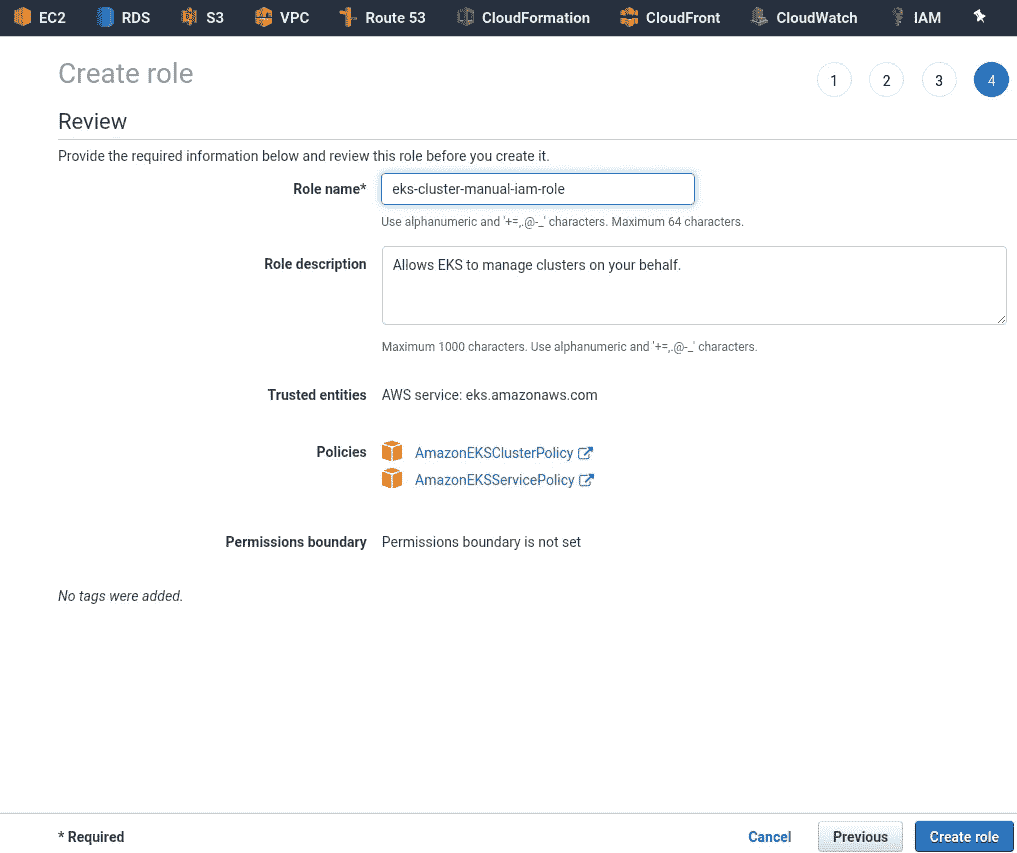 EC2 RDS S3 VPC Route 53 CloudFormation CloudFront CloudWatch IAM
Create role
1 2 3 4
Review
Provide the required information below and review this role before you create it.
Role name* eks-cluster-manual-iam-role
Use alphanumeric and '+=,.@-_' characters. Maximum 64 characters.
Role description Allows EKS to manage clusters on your behalf.
Maximum 1000 characters. Use alphanumeric and '+=,.@-_' characters.
Trusted entities AWS service: eks.amazonaws.com
Policies AmazonEKSClusterPolicy
AmazonEKSServicePolicy
Permissions boundary Permissions boundary is not set
No tags were added.
* Required Cancel Previous Create role